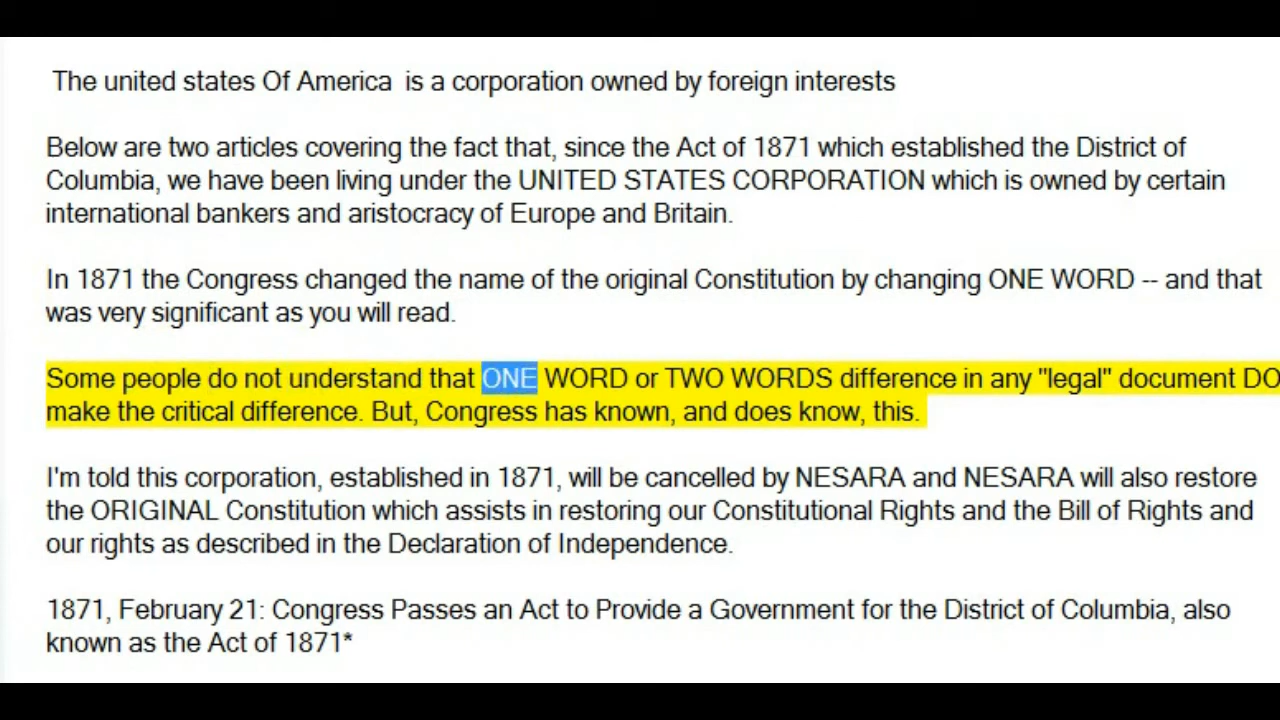 The united states Of America is a corporation owned by foreign interests
Below are two articles covering the fact that, since the Act of 1871 which established the District of
Columbia, we have been living under the UNITED STATES CORPORATION which is owned by certain
international bankers and aristocracy of Europe and Britain.
In 1871 the Congress changed the name of the original Constitution by changing ONE WORD -- and that
was very significant as you will read.
Some people do not understand that ONE WORD or TWO WORDS difference in any "legal" document DO
make the critical difference. But, Congress has known, and does know, this.
I'm told this corporation, established in 1871, will be cancelled by NESARA and NESARA will also restore
the ORIGINAL Constitution which assists in restoring our Constitutional Rights and the Bill of Rights and
our rights as described in the Declaration of Independence.
1871, February 21: Congress Passes an Act to Provide a Government for the District of Columbia, also
known as the Act of 1871*